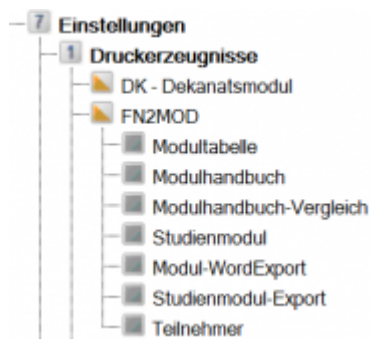 7 Einstellungen
1 Druckerzeugnisse
DK - Dekanatsmodul
FN2MOD
Modultabelle
Modulhandbuch
Modulhandbuch-Vergleich
Studienmodul
Modul-WordExport
Studienmodul-Export
Teilnehmer